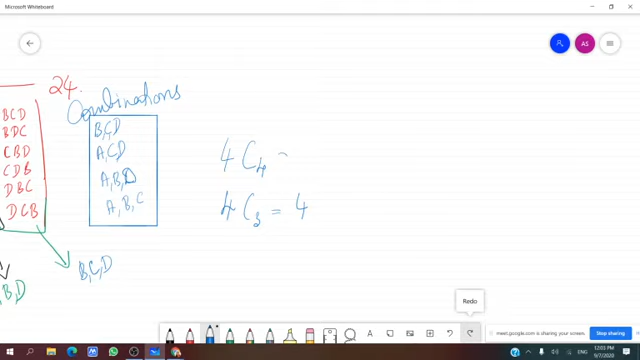 Microsoft Whiteboard
AS
24.
Combinations
BCD
BDC
CBD
CDB
DBC
DCB
B,C,D
A,C,D
A,B,D
A,B,C
4C4 -
4C3 = 4
B,C,D
B,D
Redo
A
meet.google.com is sharing your screen.
Stop sharing
Hide
ENG
12:03 PM
9/7/2020